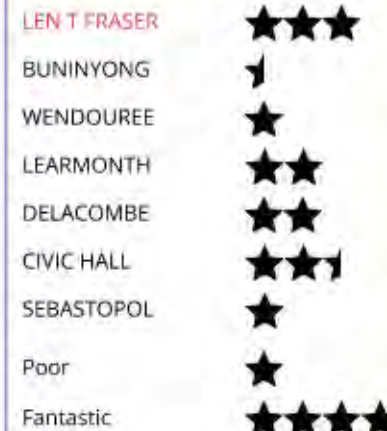 LEN T FRASER
BUNINYONG
WENDOUREE
LEARMONTH
DELACOMBE
CIVIC HALL
SEBASTOPOL
Poor
Fantastic